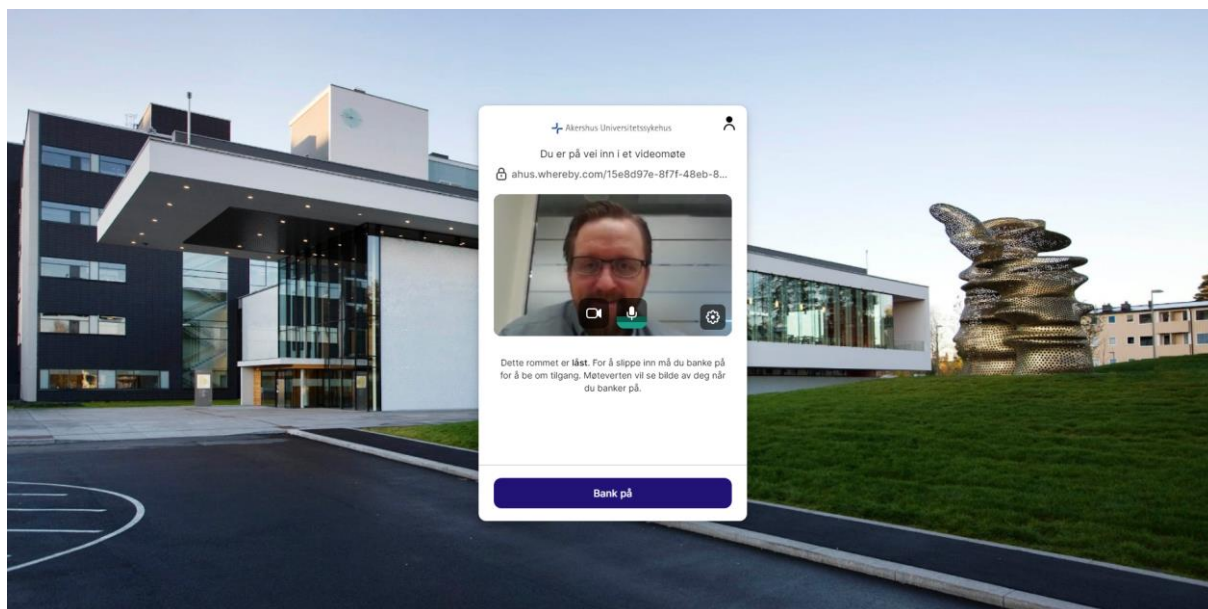 Akershus Universitetssykehus
Du er på vei inn i et videomøte
ahus.whereby.com/15e8d97e-8f7f-48eb-8...
Dette rommet er låst. For å slippe inn må du banke på
for å be om tilgang. Møteverten vil se bilde av deg når
du banker på.
Bank på